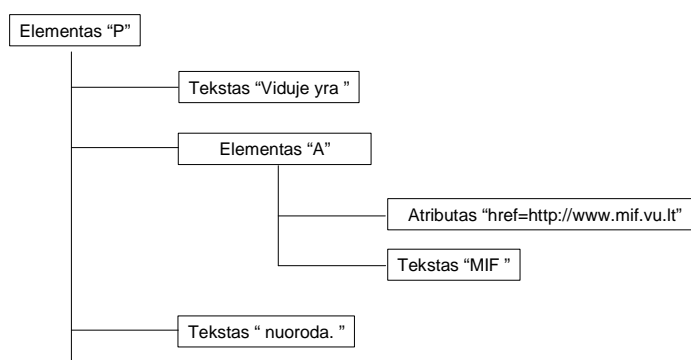 Elementas “P”
Tekstas “Viduje yra ”
Elementas “A”
Atributas “href=http://www.mif.vu.lt”
Tekstas “MIF ”
Tekstas “ nuoroda. ”